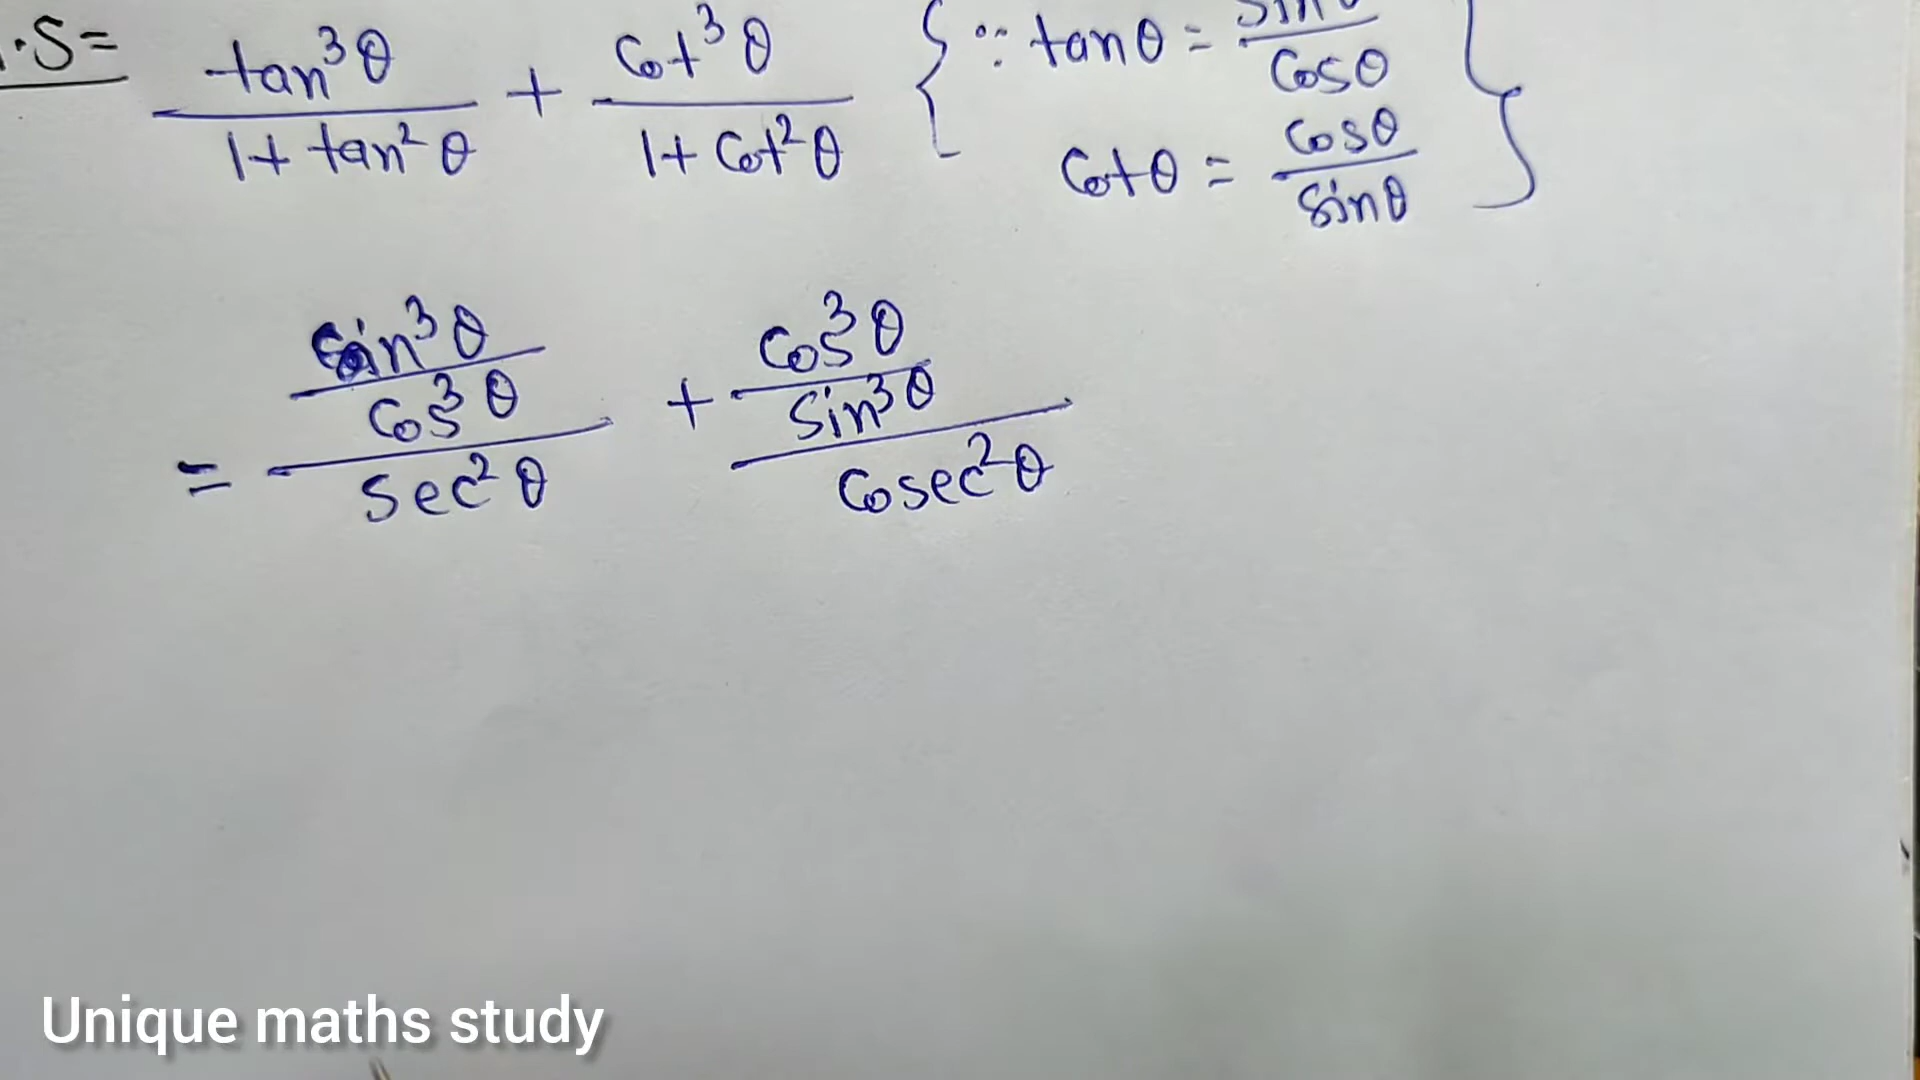 .S = tan³θ / 1 + tan²θ + cot³θ / 1 + cot²θ { ∵ tanθ = sinθ / cosθ
cotθ = cosθ / sinθ }
= sin³θ / cos³θ / sec²θ + cos³θ / sin³θ / cosec²θ
Unique maths study